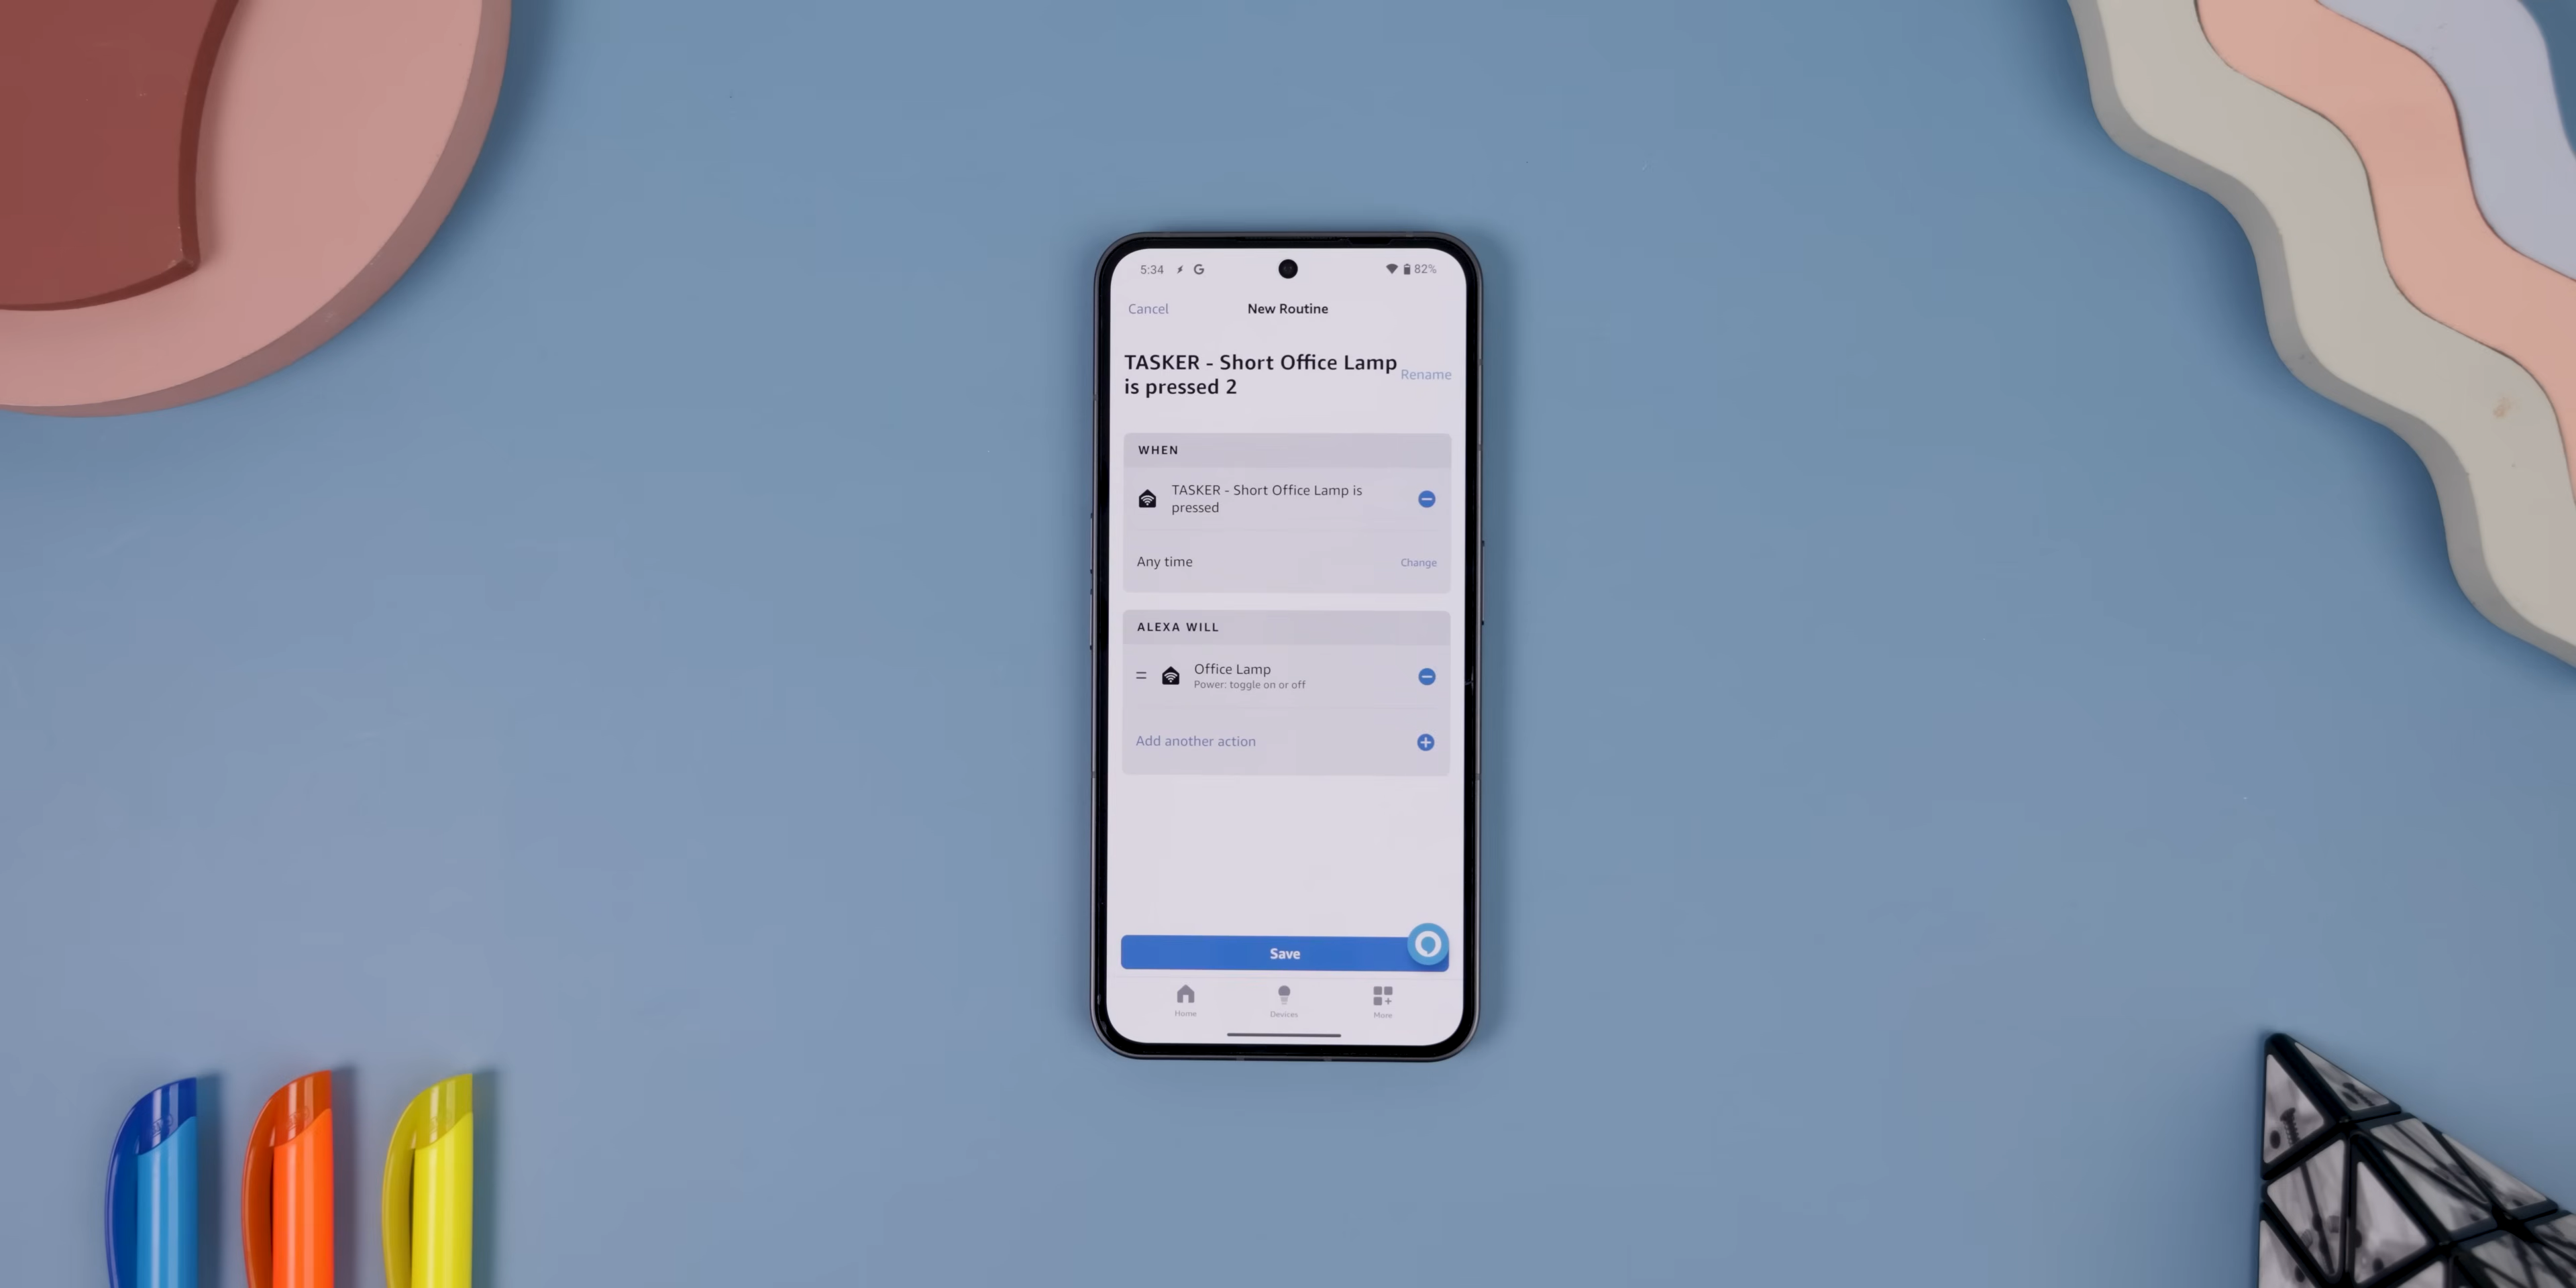 5:34 G 82%
Cancel New Routine
TASKER - Short Office Lamp
is pressed 2
Rename
WHEN
TASKER - Short Office Lamp is
pressed
Any time Change
ALEXA WILL
Office Lamp
Power: toggle on or off
Add another action
Save
Home Devices More